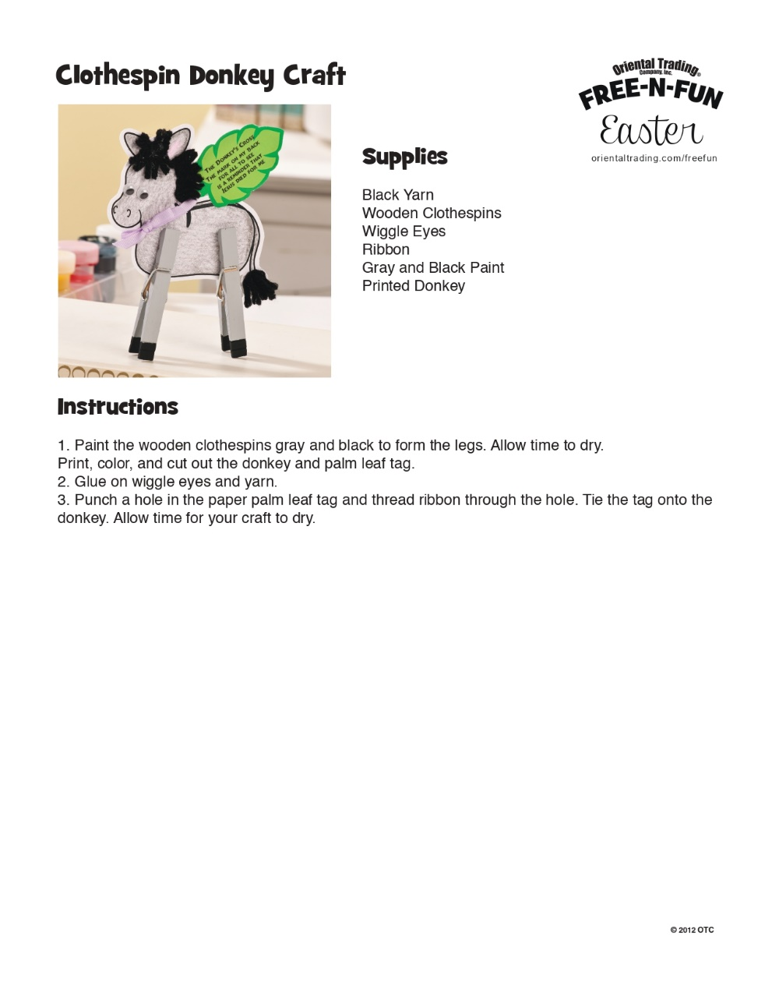 Clothespin Donkey Craft
Oriental Trading®
Company, Inc.
FREE-N-FUN
Easter
orientaltrading.com/freefun
THE DONKEY'S CROSS
THE MARK ON MY BACK
FOR ALL TO SEE
IS A REMINDER THAT
JESUS DIED FOR ME
Supplies
Black Yarn
Wooden Clothespins
Wiggle Eyes
Ribbon
Gray and Black Paint
Printed Donkey
Instructions
1. Paint the wooden clothespins gray and black to form the legs. Allow time to dry.
Print, color, and cut out the donkey and palm leaf tag.
2. Glue on wiggle eyes and yarn.
3. Punch a hole in the paper palm leaf tag and thread ribbon through the hole. Tie the tag onto the
donkey. Allow time for your craft to dry.
© 2012 OTC